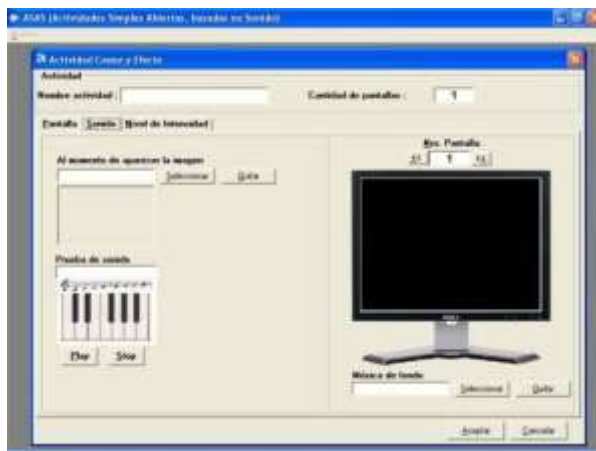 ASAS (Actividades Simples Abiertas, basadas en Sonido)
Actividad Causa y Efecto
Actividad
Nombre actividad :
Cantidad de pantallas :
1
Pantalla
Sonido
Nivel de Intensidad
Nro. Pantalla
<<
1
>>
Al momento de aparecer la imagen
Seleccionar
Quitar
Prueba de sonido
Play
Stop
DELL
Música de fondo
Seleccionar
Quitar
Aceptar
Cancelar